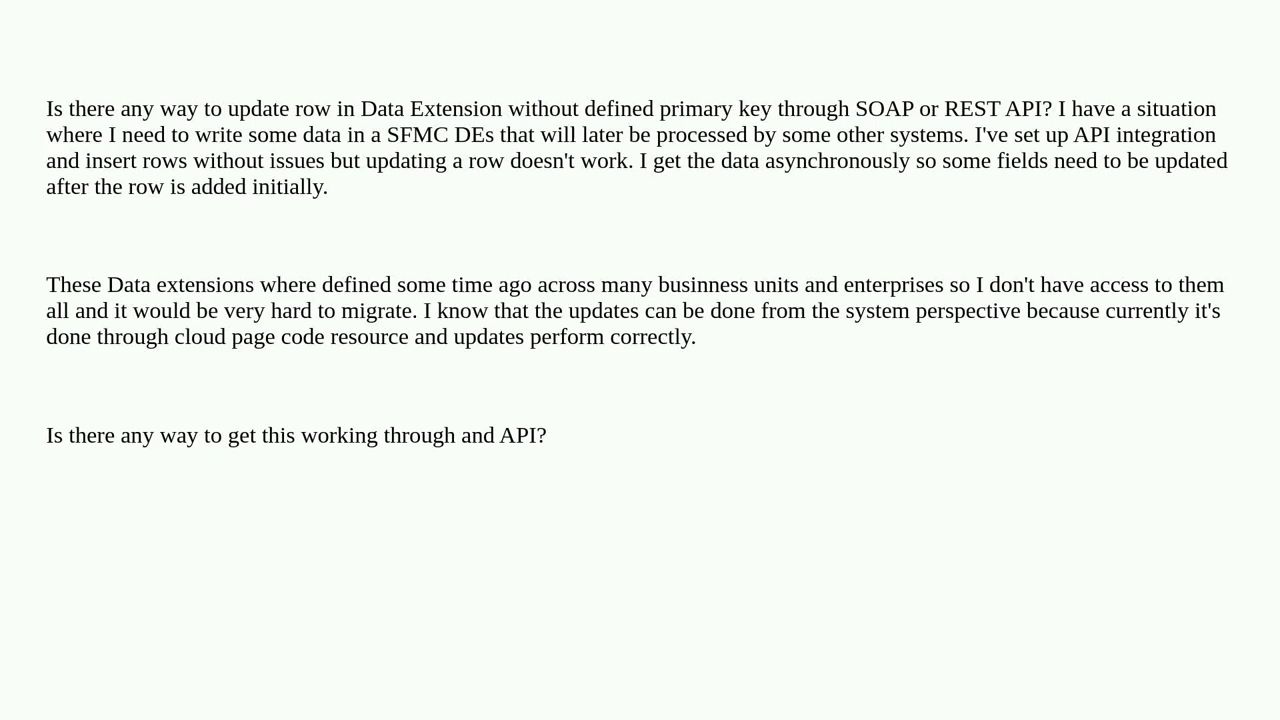 Is there any way to update row in Data Extension without defined primary key through SOAP or REST API? I have a situation
where I need to write some data in a SFMC DEs that will later be processed by some other systems. I've set up API integration
and insert rows without issues but updating a row doesn't work. I get the data asynchronously so some fields need to be updated
after the row is added initially.
These Data extensions where defined some time ago across many businness units and enterprises so I don't have access to them
all and it would be very hard to migrate. I know that the updates can be done from the system perspective because currently it's
done through cloud page code resource and updates perform correctly.
Is there any way to get this working through and API?